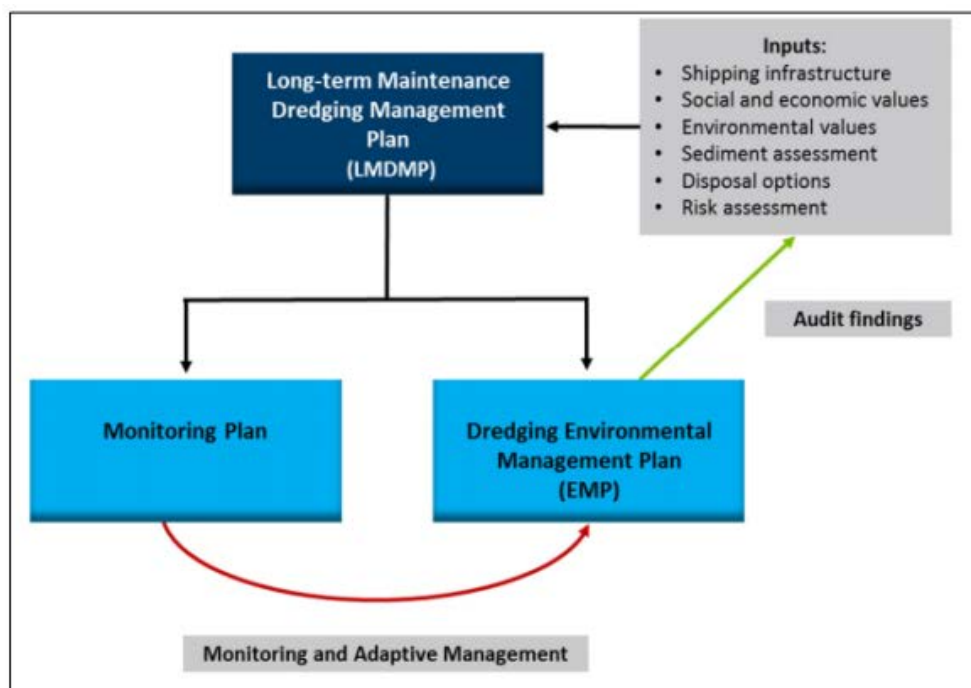 Long-term Maintenance
Dredging Management
Plan
(LMDMP)
Inputs:
• Shipping infrastructure
• Social and economic values
• Environmental values
• Sediment assessment
• Disposal options
• Risk assessment
Audit findings
Monitoring Plan
Dredging Environmental
Management Plan
(EMP)
Monitoring and Adaptive Management